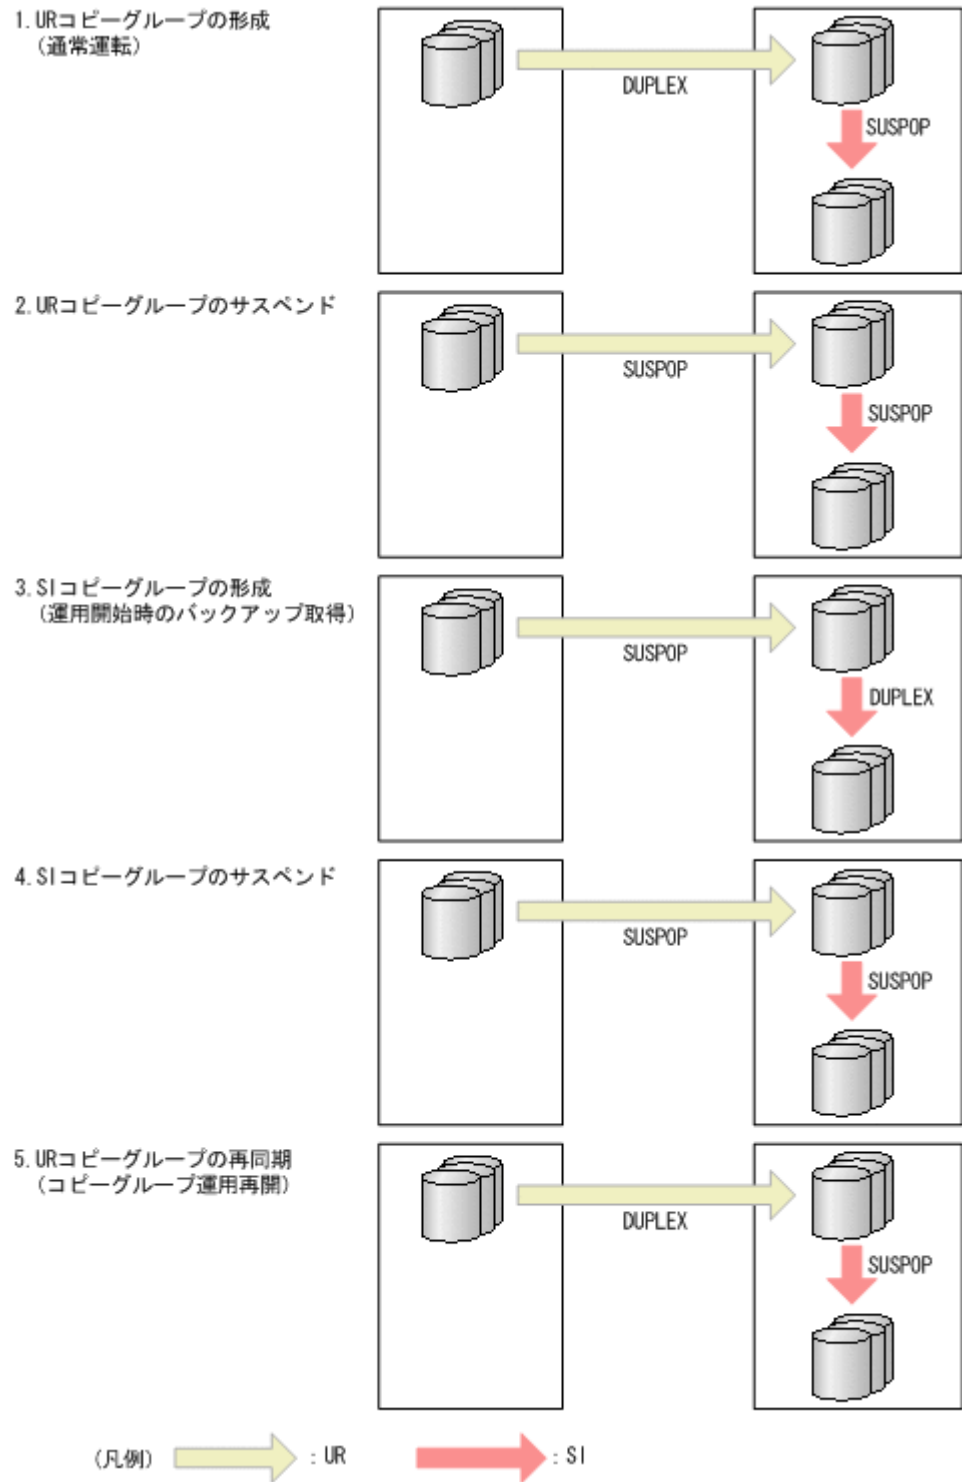 1.URコピーグループの形成
(通常運転)
DUPLEX
SUSPOP
2.URコピーグループのサスペンド
SUSPOP
SUSPOP
3.SIコピーグループの形成
(運用開始時のバックアップ取得)
SUSPOP
DUPLEX
4.SIコピーグループのサスペンド
SUSPOP
SUSPOP
5.URコピーグループの再同期
(コピーグループ運用再開)
DUPLEX
SUSPOP
(凡例) : UR : SI